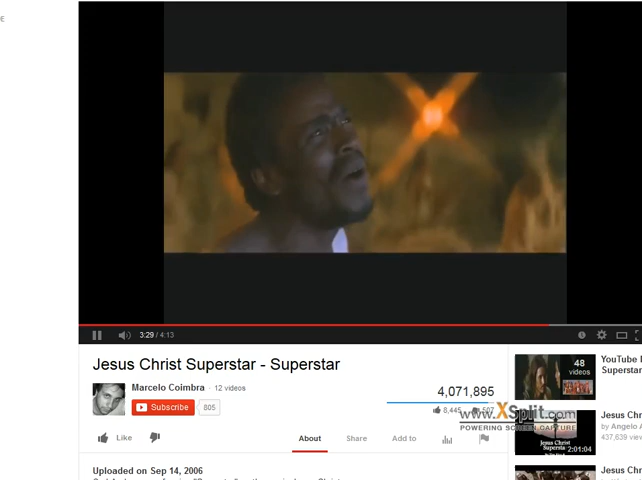 3:29 / 4:13
Jesus Christ Superstar - Superstar
Marcelo Coimbra · 12 videos
Subscribe 805
4,071,895
8,445 507
Like
About Share Add to
Uploaded on Sep 14, 2006
48
videos
YouTube
Superstar
Jesus Chr
by Angelo
437,639 view
Jesus Christ
Superstar
2:01:04
Jesus Chr
www.XSplit.com
POWERING SCREEN CAPTURE